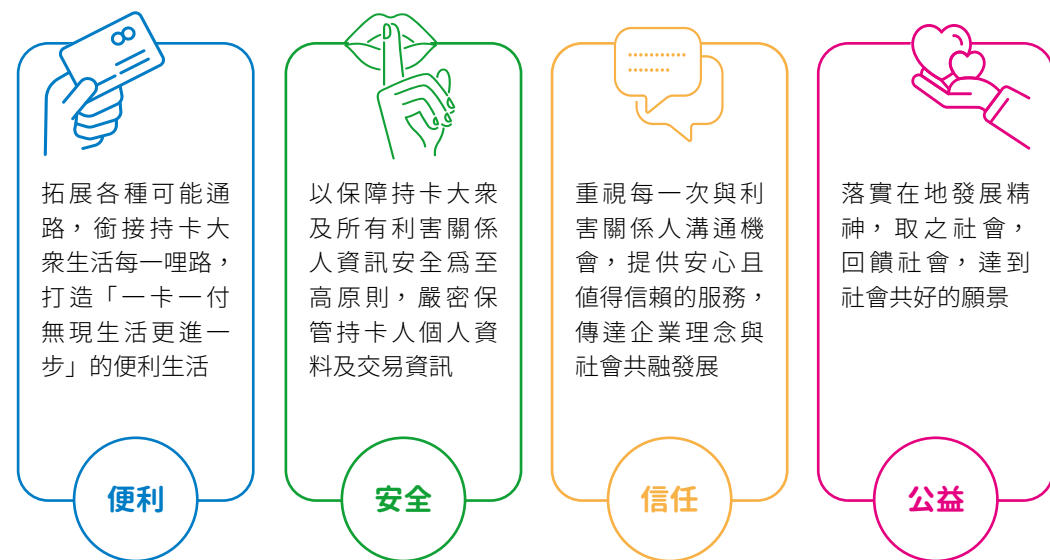 拓展各種可能通
路，銜接持卡大
衆生活每一哩路，
打造「一卡一付
無現生活更進一
步」的便利生活
便利
以保障持卡大衆
及所有利害關係
人資訊安全爲至
高原則，嚴密保
管持卡人個人資
料及交易資訊
安全
重視每一次與利
害關係人溝通機
會，提供安心且
値得信賴的服務，
傳達企業理念與
社會共融發展
信任
落實在地發展精
神，取之社會，
回饋社會，達到
社會共好的願景
公益